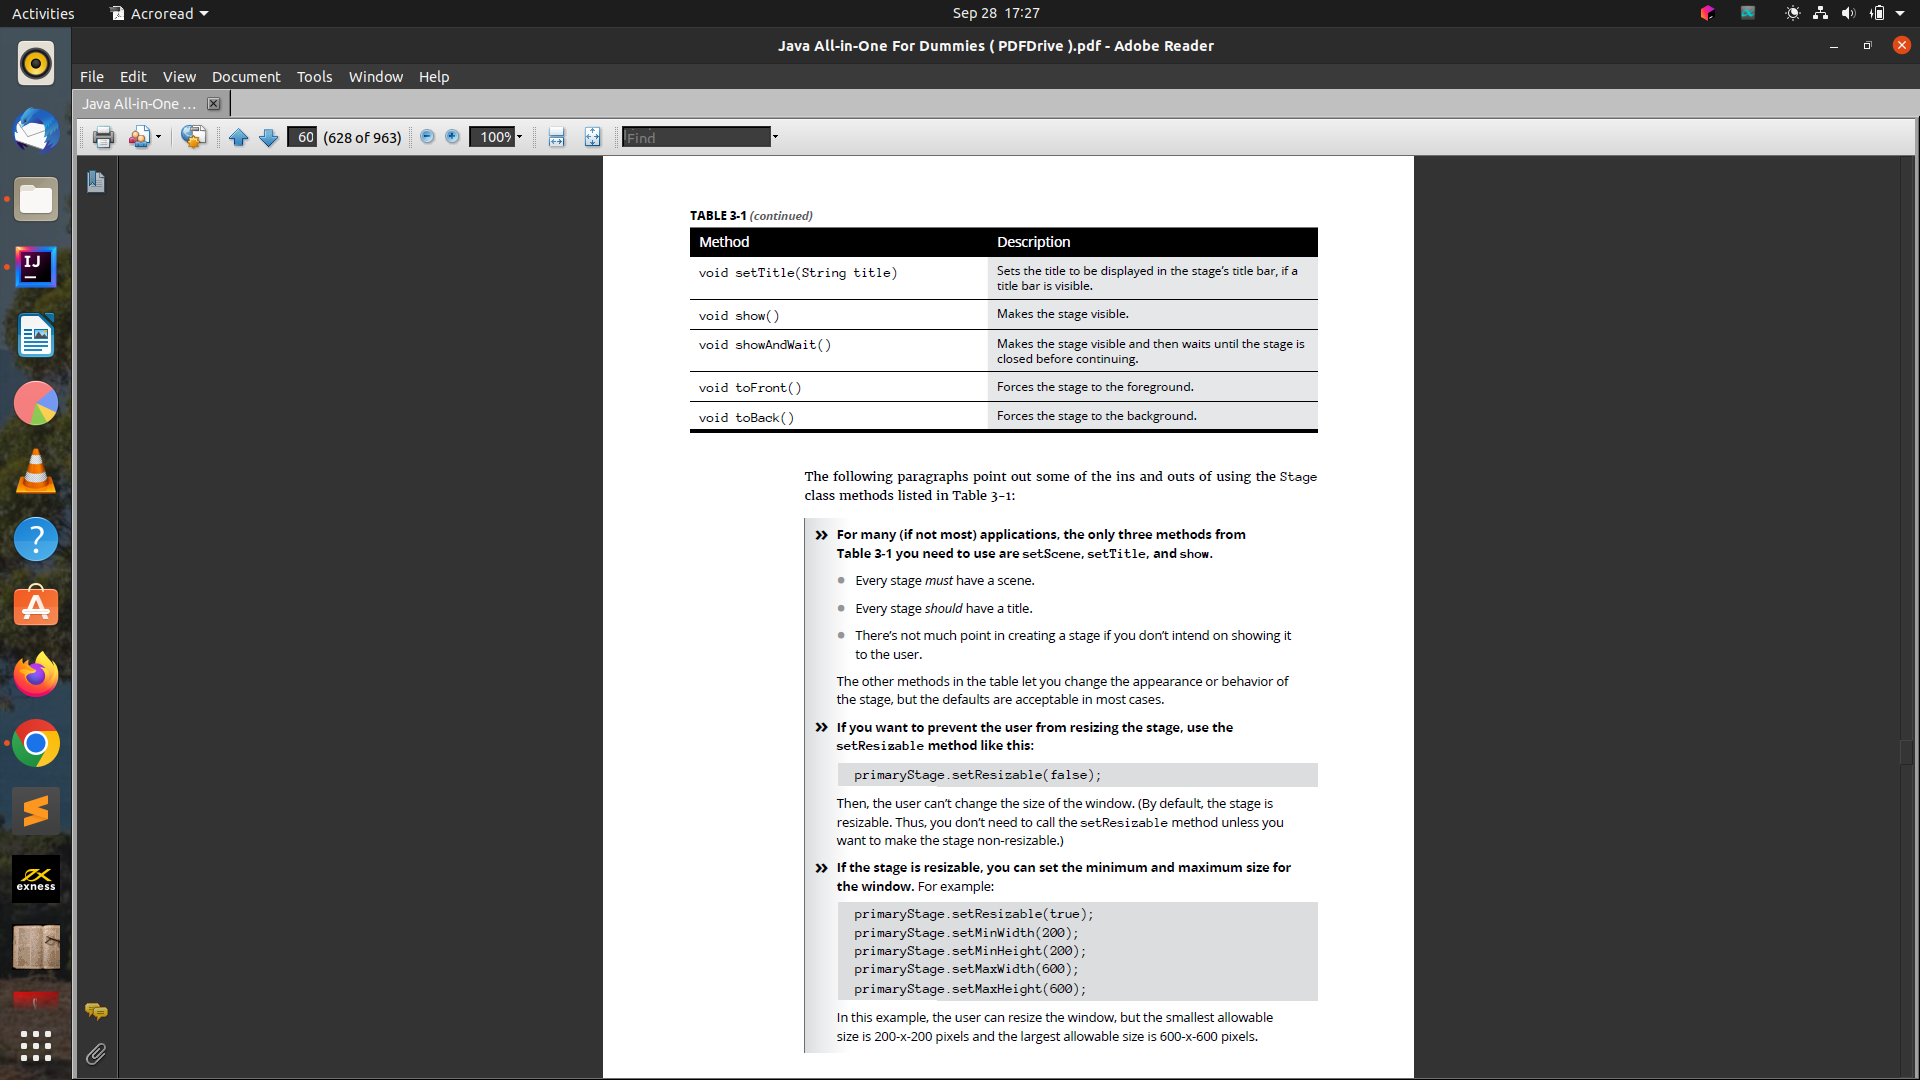 Activities Acroread Sep 28 17:27
Java All-in-One For Dummies ( PDFDrive ).pdf - Adobe Reader
File Edit View Document Tools Window Help
Java All-in-One ...
60 (628 of 963) 100% Find
TABLE 3-1 (continued)
Method Description
void setTitle(String title) Sets the title to be displayed in the stage's title bar, if a
title bar is visible.
void show() Makes the stage visible.
void showAndWait() Makes the stage visible and then waits until the stage is
closed before continuing.
void toFront() Forces the stage to the foreground.
void toBack() Forces the stage to the background.
The following paragraphs point out some of the ins and outs of using the Stage
class methods listed in Table 3-1:
» For many (if not most) applications, the only three methods from
Table 3-1 you need to use are setScene, setTitle, and show.
• Every stage must have a scene.
• Every stage should have a title.
• There's not much point in creating a stage if you don't intend on showing it
to the user.
The other methods in the table let you change the appearance or behavior of
the stage, but the defaults are acceptable in most cases.
» If you want to prevent the user from resizing the stage, use the
setResizable method like this:
primaryStage.setResizable(false);
Then, the user can't change the size of the window. (By default, the stage is
resizable. Thus, you don't need to call the setResizable method unless you
want to make the stage non-resizable.)
» If the stage is resizable, you can set the minimum and maximum size for
the window. For example:
primaryStage.setResizable(true);
primaryStage.setMinWidth(200);
primaryStage.setMinHeight(200);
primaryStage.setMaxWidth(600);
primaryStage.setMaxHeight(600);
In this example, the user can resize the window, but the smallest allowable
size is 200-x-200 pixels and the largest allowable size is 600-x-600 pixels.
IJ
?
exness